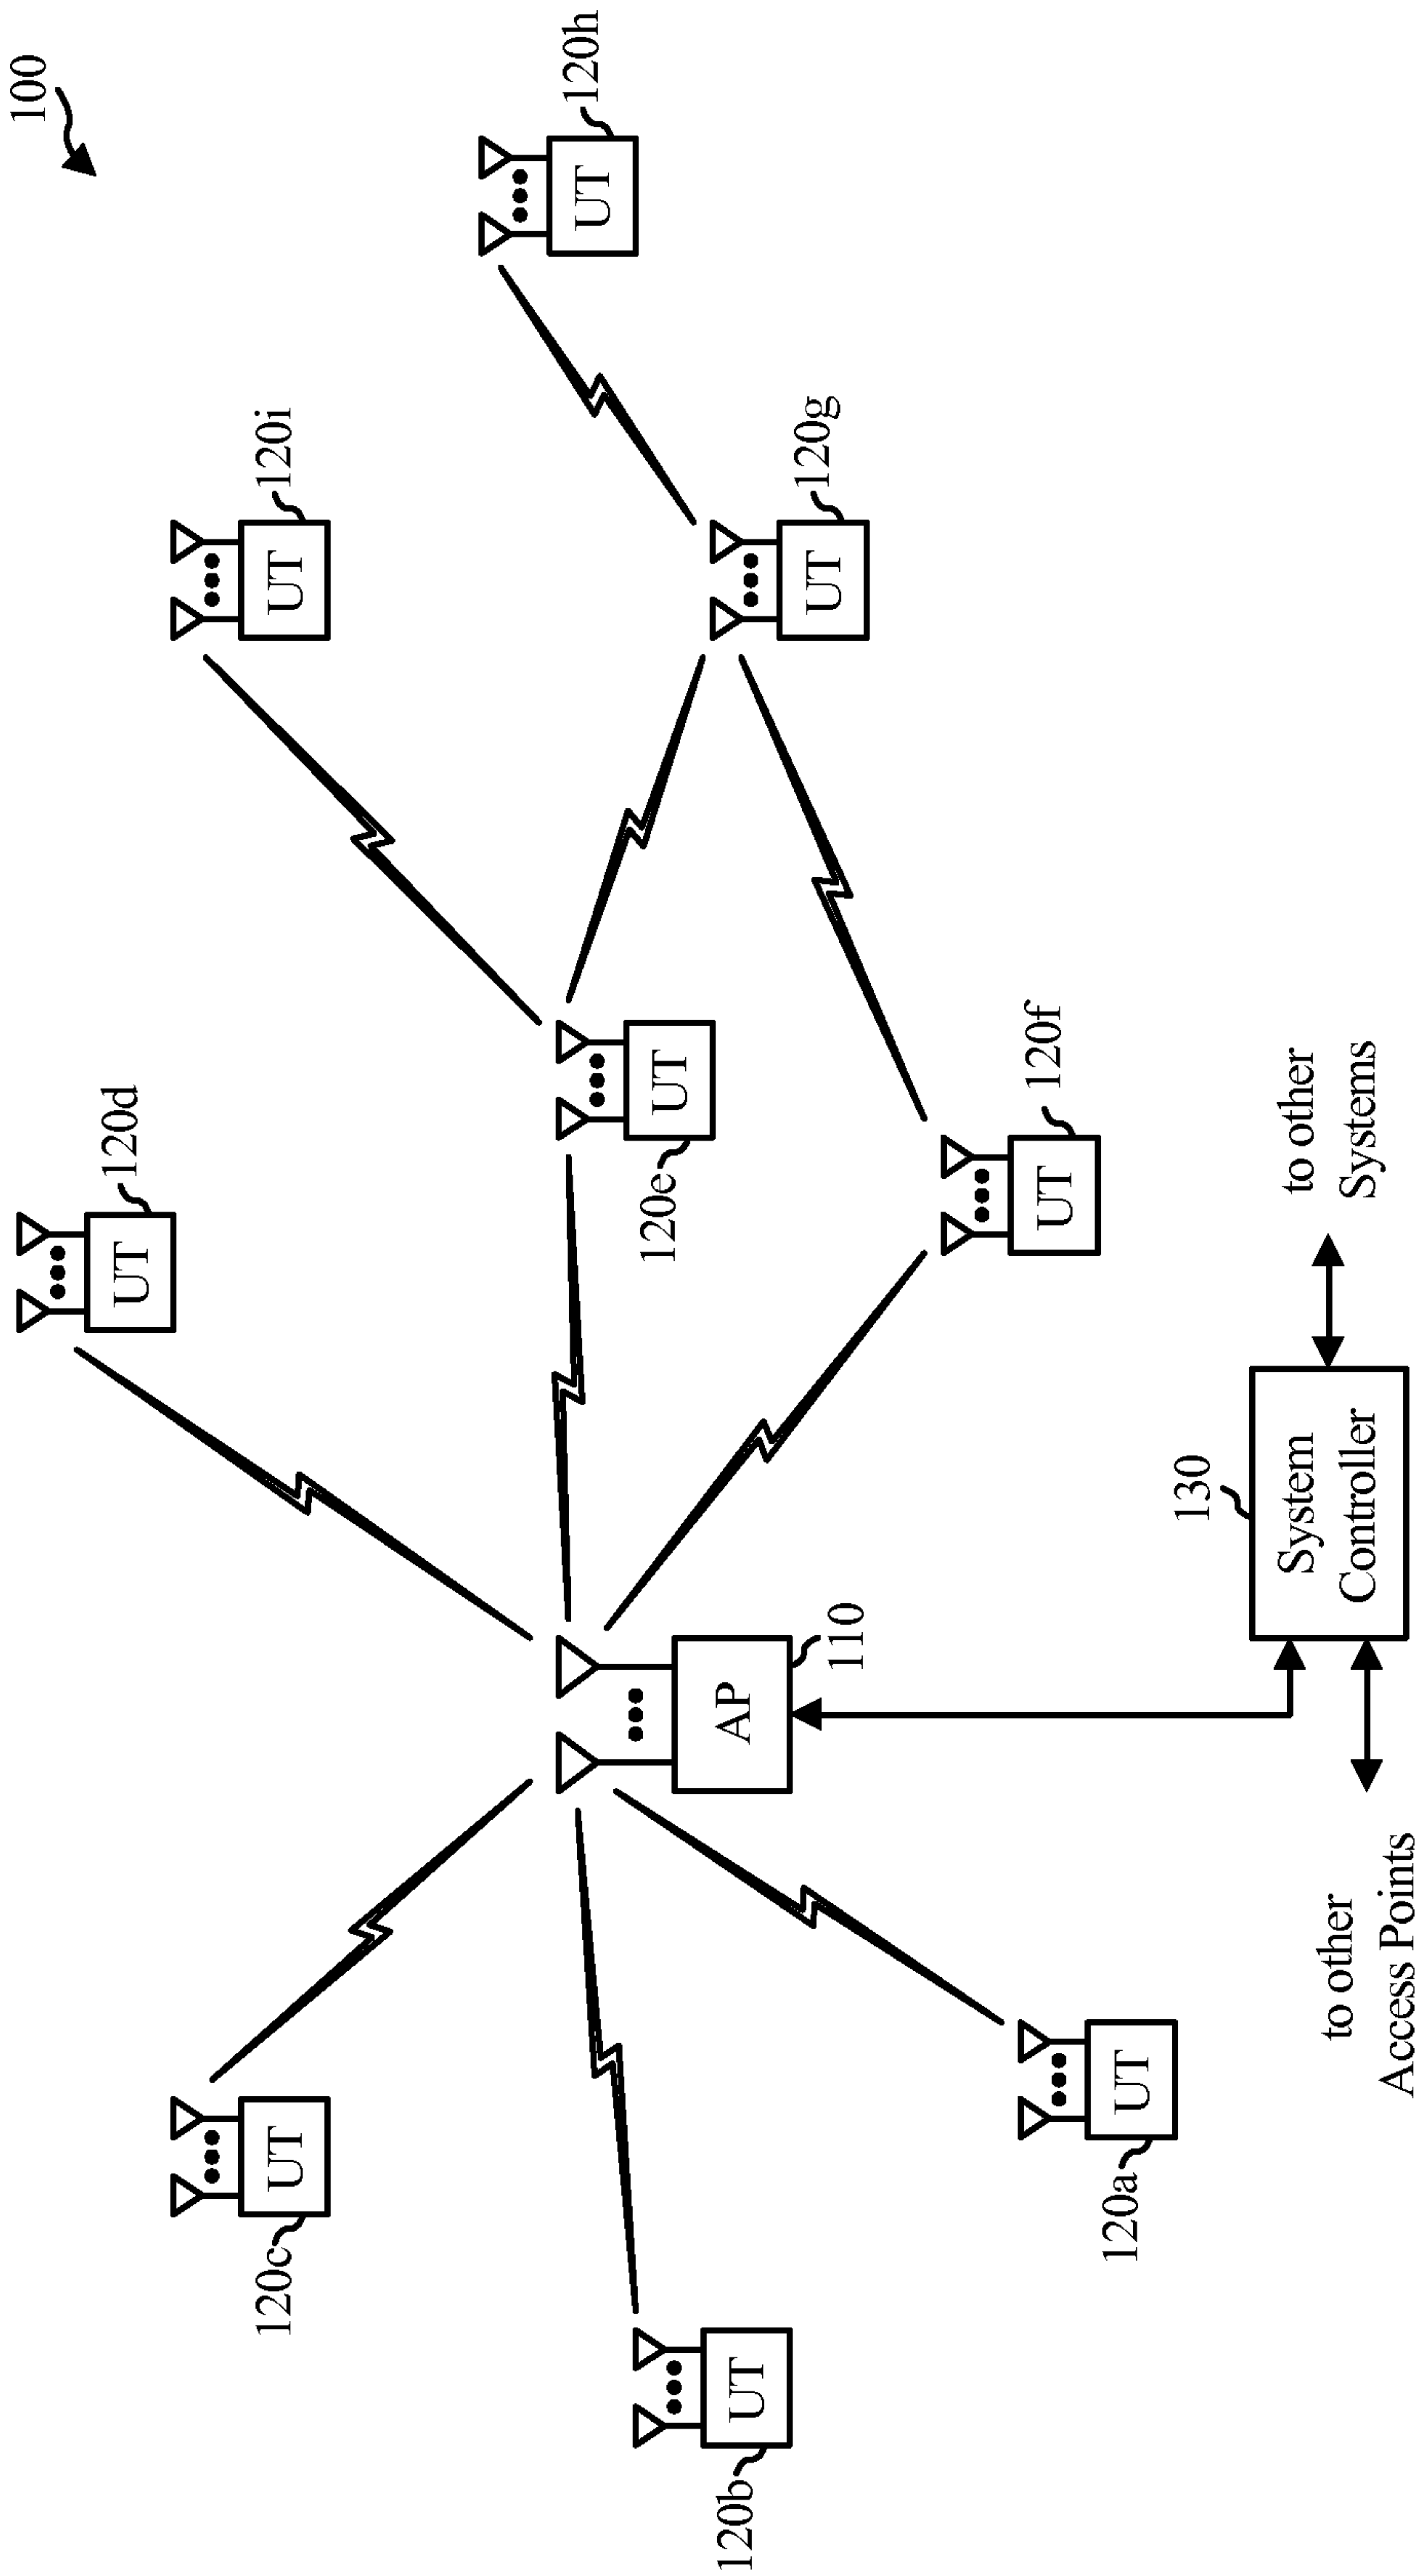 100
UT
120d
UT
120c
UT
120i
UT
120h
UT
120e
UT
120g
AP
110
UT
120b
UT
120f
UT
120a
130
System
Controller
to other
Systems
to other
Access Points